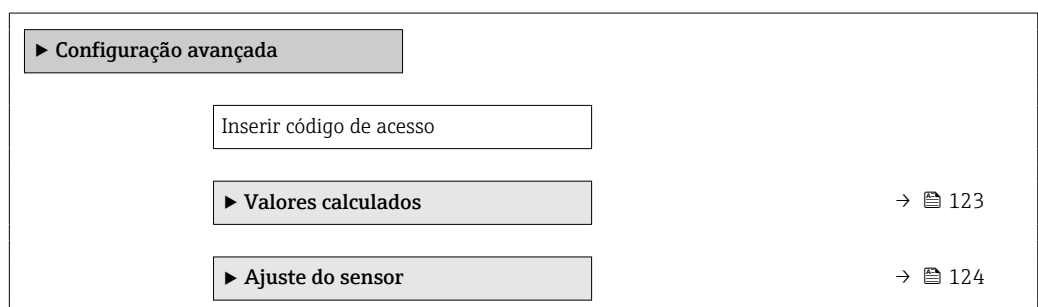 ▶ Configuração avançada
Inserir código de acesso
▶ Valores calculados → 123
▶ Ajuste do sensor → 124